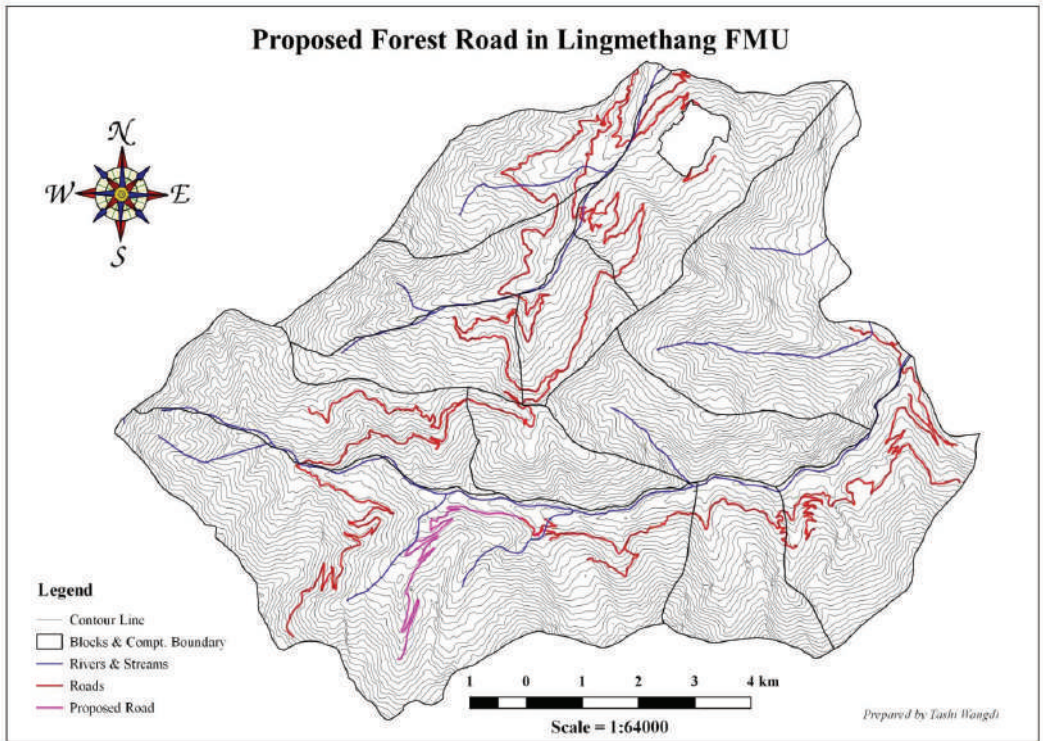 Proposed Forest Road in Lingmethang FMU
N
W E
S
Legend
Contour Line
Blocks & Compt. Boundary
Rivers & Streams
Roads
Proposed Road
1 0 1 2 3 4 km
Scale = 1:64000
Prepared by Tashi Wangdi